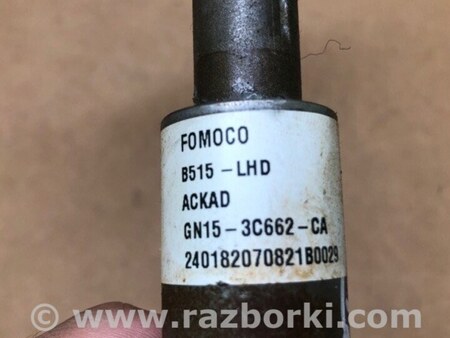 FOMOCO
B515-LHD
ACKAD
GN15-3C662-CA
240182070821B0029
© www.razborki.com